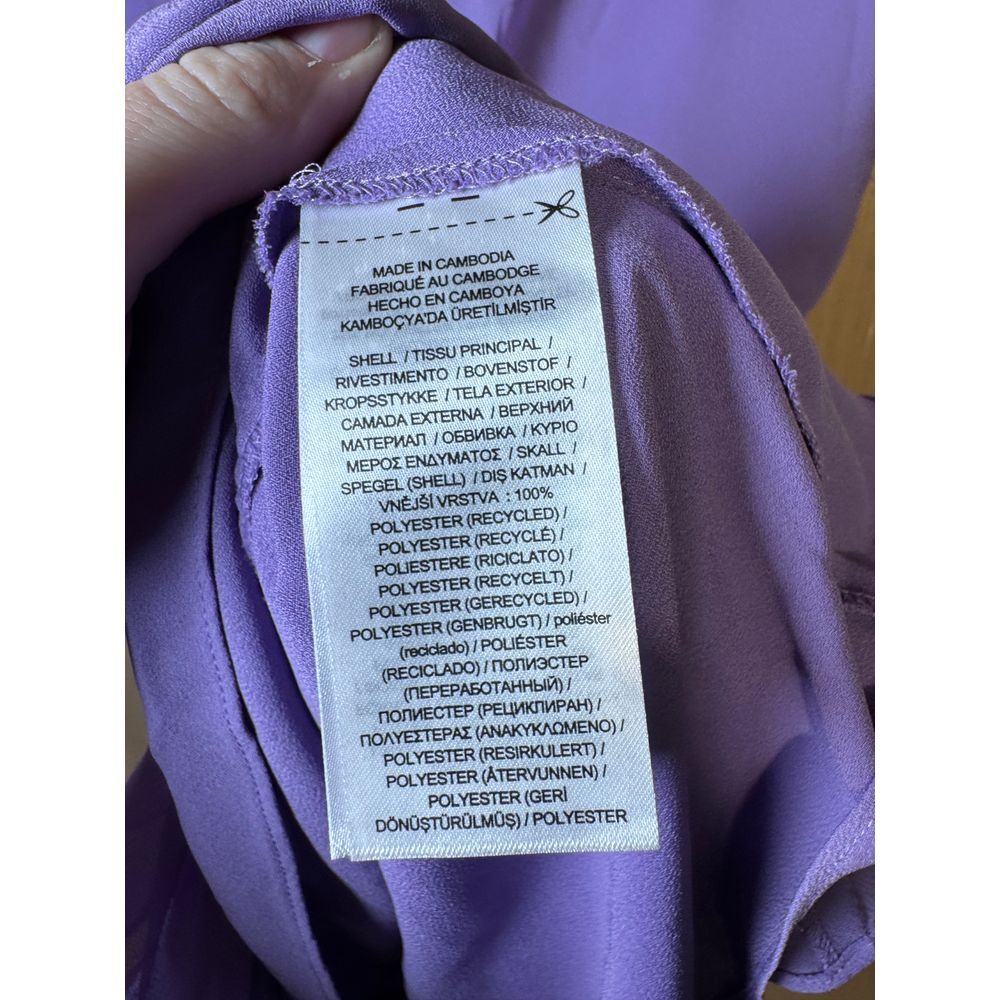 MADE IN CAMBODIA
FABRIQUÉ AU CAMBODGE
HECHO EN CAMBOYA
KAMBOÇYA'DA ÜRETİLMİŞTİR
SHELL / TISSU PRINCIPAL /
RIVESTIMENTO / BOVENSTOF /
KROPSSTYKKE / TELA EXTERIOR /
CAMADA EXTERNA / ВЕРХНИЙ
МАТЕРИАЛ / ОБВИВКА / ΚΥΡΙΟ
ΜΕΡΟΣ ΕΝΔΥΜΑΤΟΣ / SKALL /
SPEGEL (SHELL) / DIŞ KATMAN /
VNĚJŠÍ VRSTVA : 100%
POLYESTER (RECYCLED) /
POLYESTER (RECYCLÉ) /
POLIESTERE (RICICLATO) /
POLYESTER (RECYCELT) /
POLYESTER (GERECYCLED) /
POLYESTER (GENBRUGT) / poliéster
(reciclado) / POLIÉSTER
(RECICLADO) / ПОЛИЭСТЕР
(ПЕРЕРАБОТАННЫЙ) /
ПОЛИЕСТЕР (РЕЦИКЛИРАН) /
ΠΟΛΥΕΣΤΕΡΑΣ (ΑΝΑΚΥΚΛΩΜΕΝΟ) /
POLYESTER (RESIRKULERT) /
POLYESTER (ÅTERVUNNEN) /
POLYESTER (GERİ
DÖNÜŞTÜRÜLMÜŞ) / POLYESTER